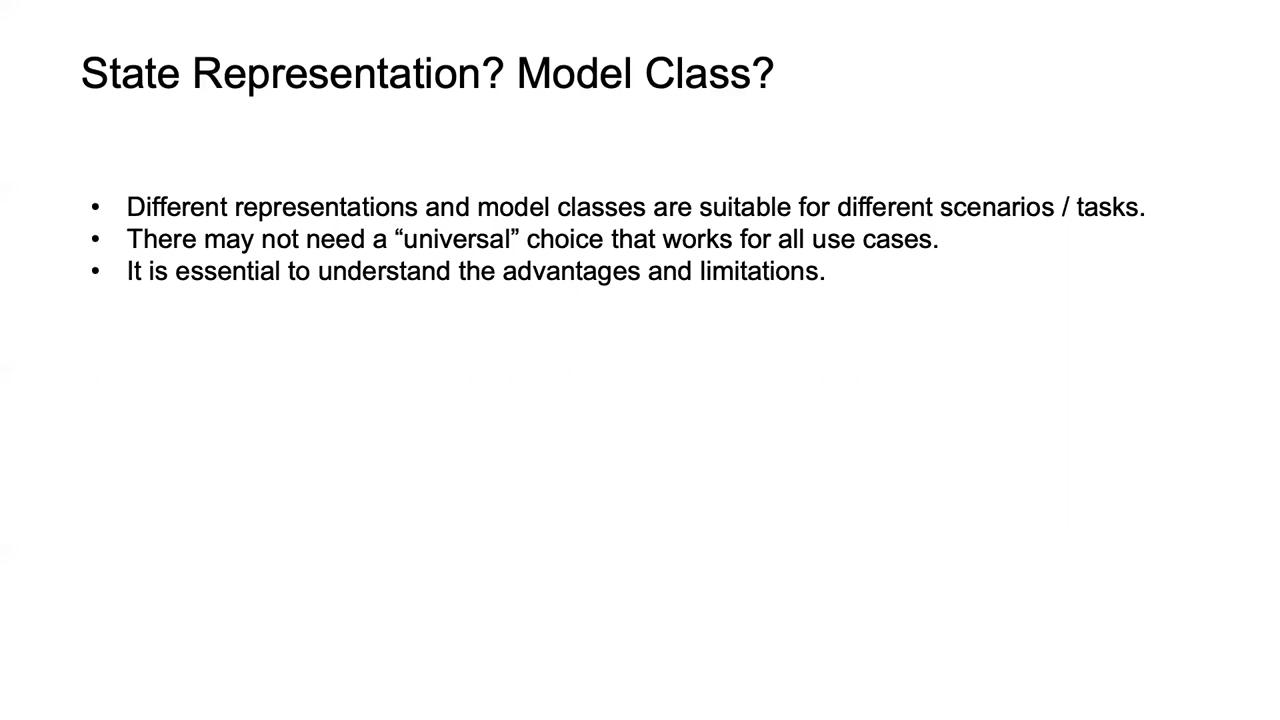 State Representation? Model Class?
• Different representations and model classes are suitable for different scenarios / tasks.
• There may not need a “universal” choice that works for all use cases.
• It is essential to understand the advantages and limitations.